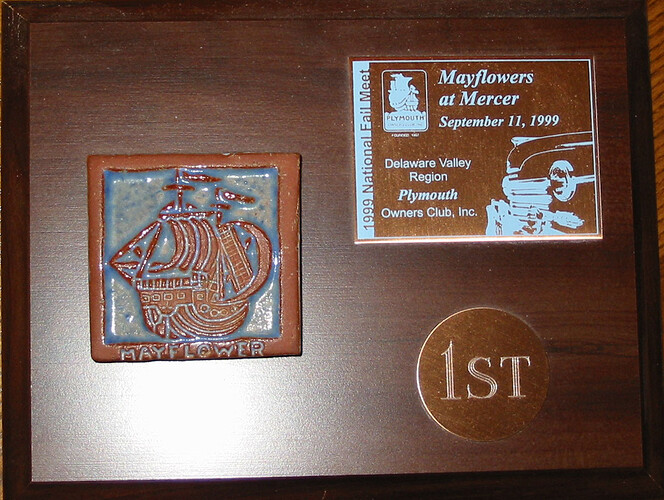 1999 National Fall Meet
PLYMOUTH
Mayflowers
at Mercer
September 11, 1999
Delaware Valley
Region
Plymouth
Owners Club, Inc.
MAYFLOWER
1ST